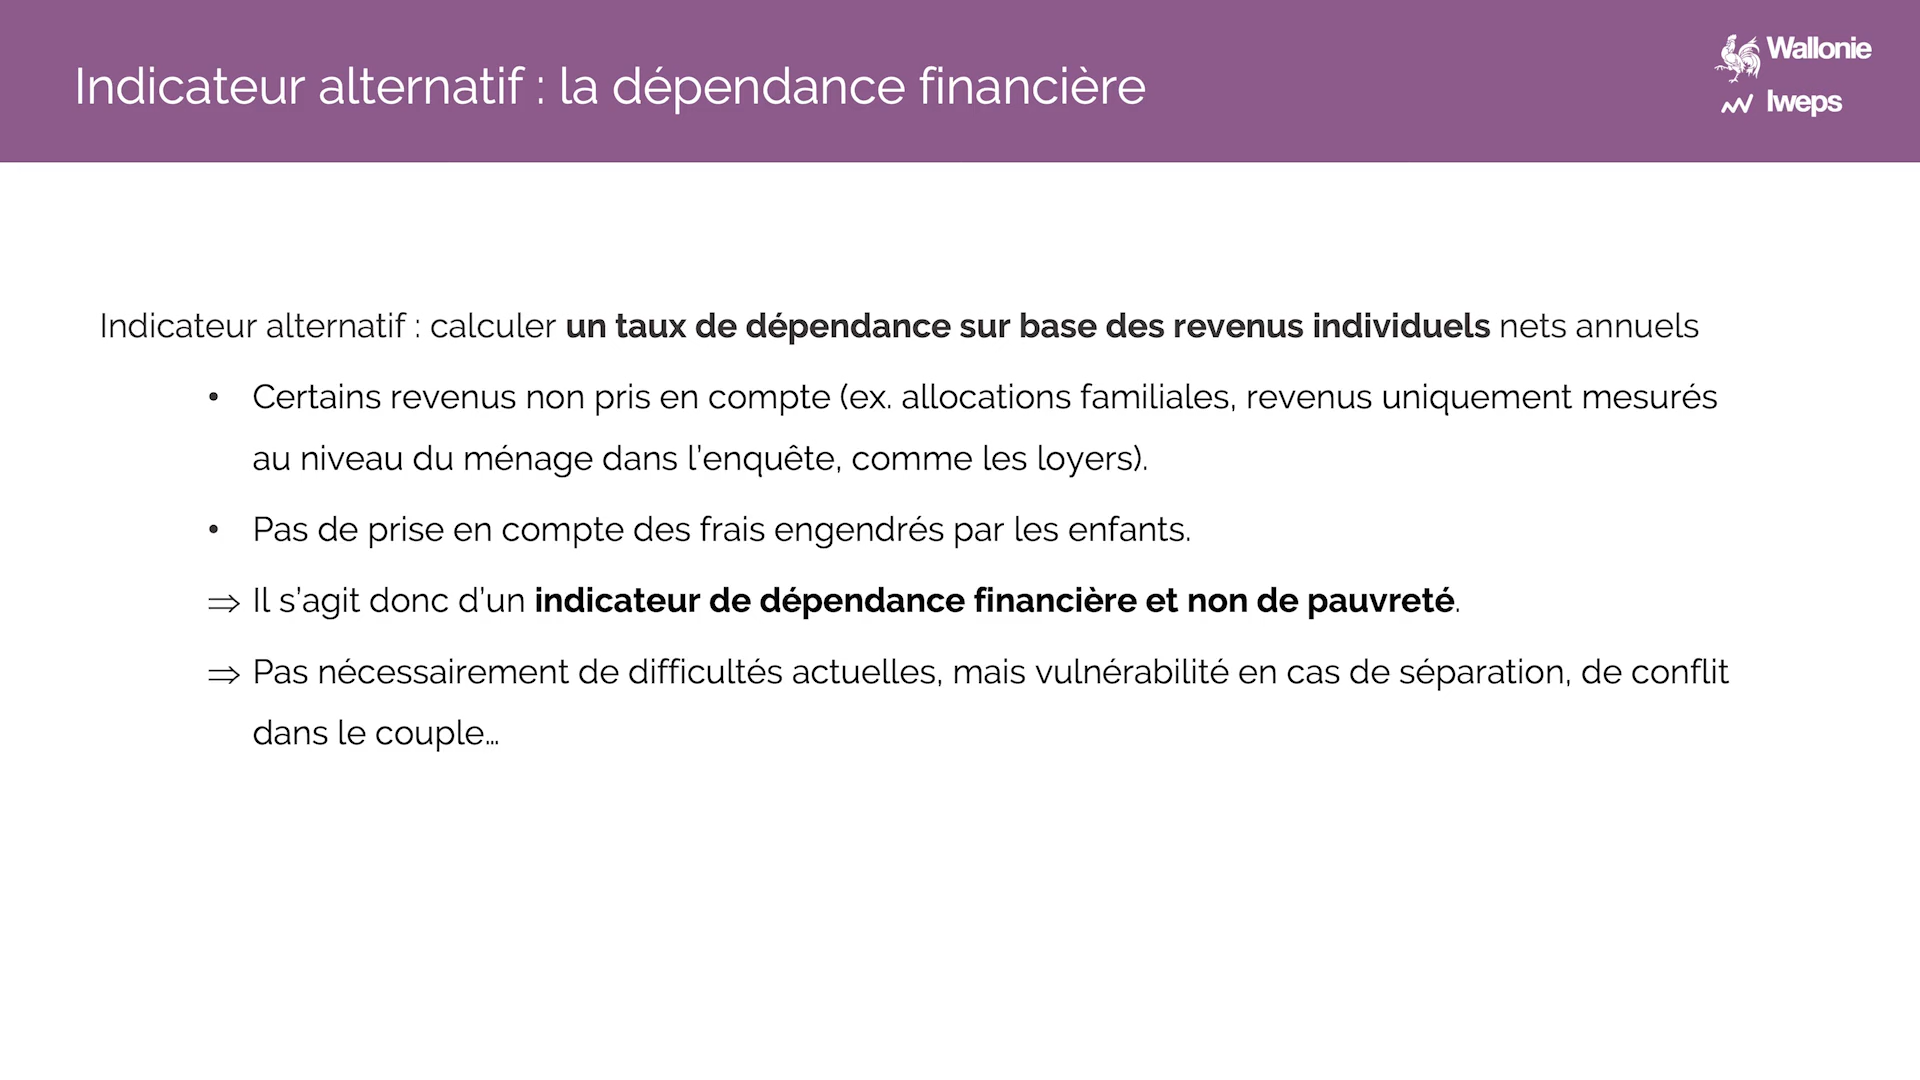 Indicateur alternatif : la dépendance financière
Wallonie
Iweps
Indicateur alternatif : calculer un taux de dépendance sur base des revenus individuels nets annuels
• Certains revenus non pris en compte (ex. allocations familiales, revenus uniquement mesurés
au niveau du ménage dans l’enquête, comme les loyers).
• Pas de prise en compte des frais engendrés par les enfants.
⇒ Il s’agit donc d’un indicateur de dépendance financière et non de pauvreté.
⇒ Pas nécessairement de difficultés actuelles, mais vulnérabilité en cas de séparation, de conflit
dans le couple…